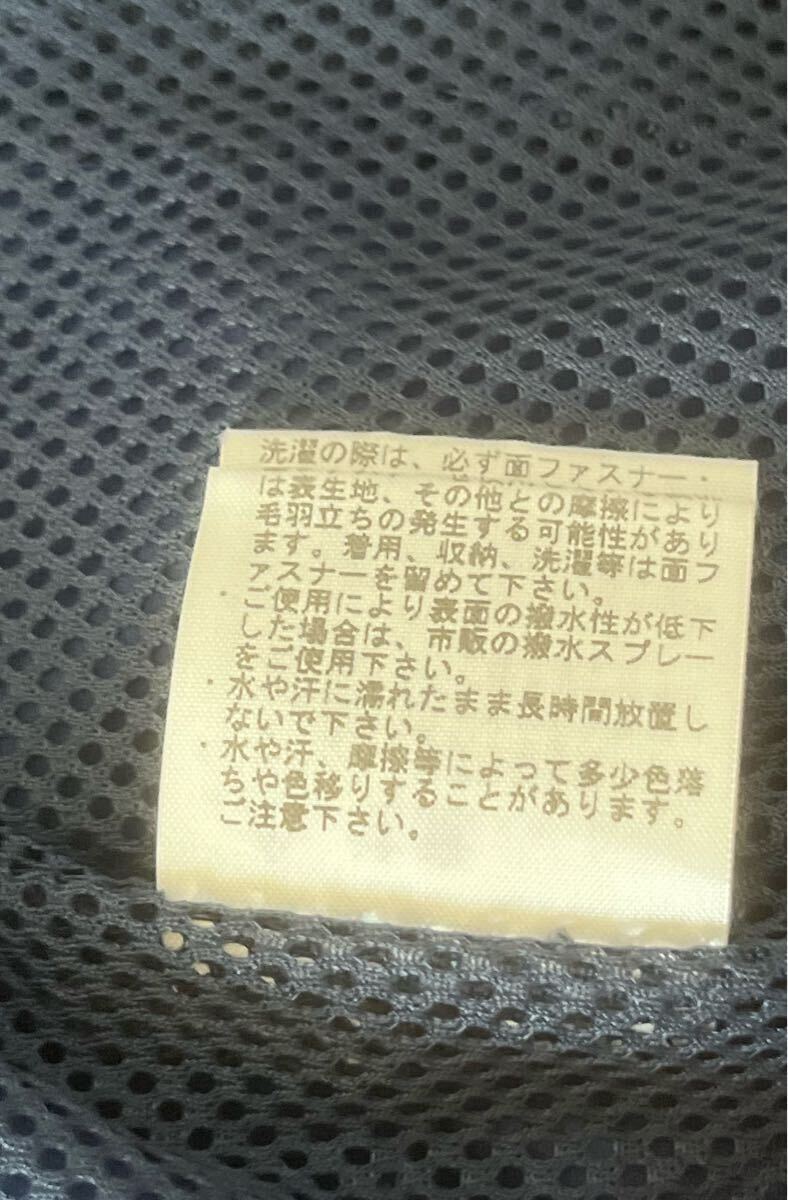 洗濯の際は、必ず面ファスナー・
は表生地、その他との摩擦により
毛羽立ちの発生する可能性があり
ます。着用、収納、洗濯等は面フ
ァスナーを留めて下さい。
・ご使用により表面の撥水性が低下
した場合は、市販の撥水スプレー
をご使用下さい。
・水や汗に濡れたまま長時間放置し
ないで下さい。
・水や汗、摩擦等によって多少色落
ちや色移りすることがあります。
ご注意下さい。